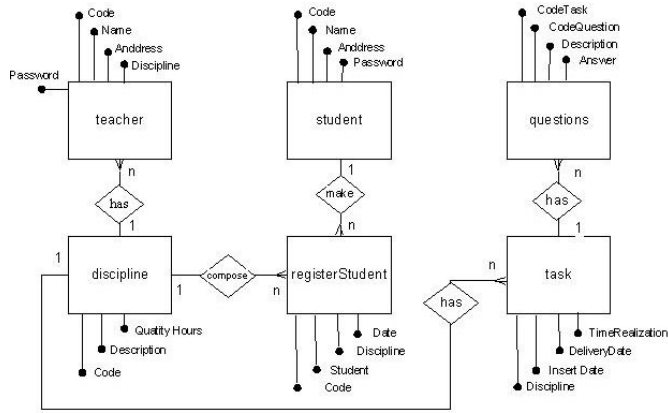 Code
Name
Anddress
Discipline
Password
teacher
n
has
1
Code
Name
Anddress
Password
student
1
make
n
CodeTask
CodeQuestion
Description
Answer
questions
n
has
1
1
discipline
1
compose
n
registerStudent
n
has
task
Quatity Hours
Description
Code
Date
Discipline
Student
Code
TimeRealization
DeliveryDate
Insert Date
Discipline